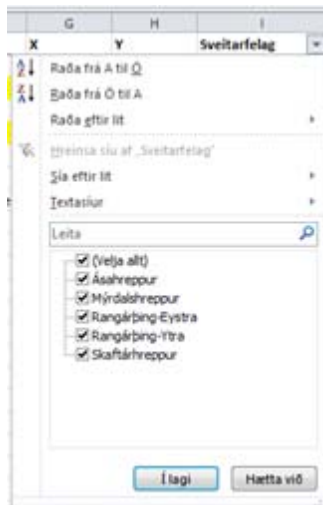 G H I
X Y Sveitarfelag
Raða frá A til Ö
Raða frá Ö til A
Raða eftir lit
Hreinsa síu af „Sveitarfelag"
Sía eftir lit
Textasíur
Leita
(Velja allt)
Ásahreppur
Mýrdalshreppur
Rangárþing-Eystra
Rangárþing-Ytra
Skaftárhreppur
Í lagi Hætta við